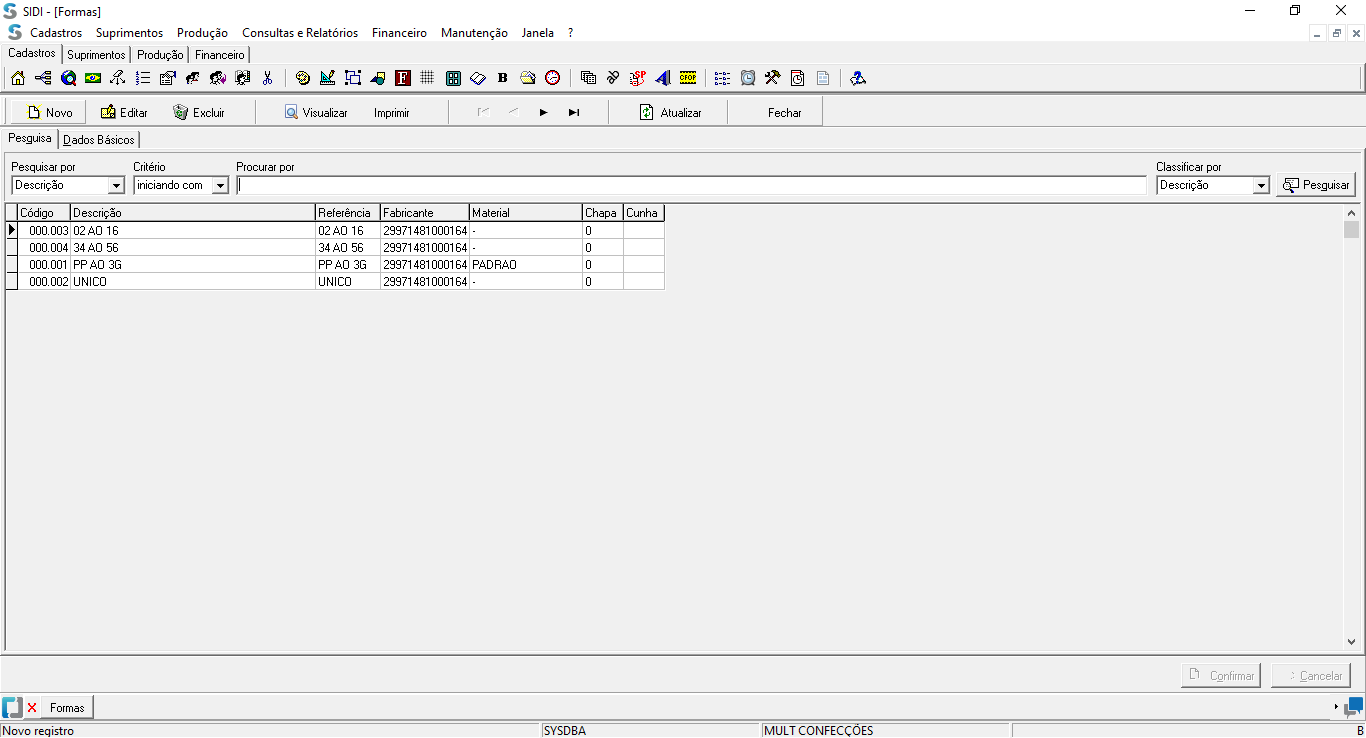 SIDI - [Formas]
Cadastros Suprimentos Produção Consultas e Relatórios Financeiro Manutenção Janela ?
Cadastros Suprimentos Produção Financeiro
F B SP CFOP
Novo Editar Excluir Visualizar Imprimir Atualizar Fechar
Pesquisa Dados Básicos
Pesquisar por Critério Procurar por Classificar por
Descrição iniciando com Descrição Pesquisar
Código Descrição Referência Fabricante Material Chapa Cunha
000.003 02 AO 16 02 AO 16 29971481000164 - 0
000.004 34 AO 56 34 AO 56 29971481000164 - 0
000.001 PP AO 3G PP AO 3G 29971481000164 PADRAO 0
000.002 UNICO UNICO 29971481000164 - 0
Confirmar Cancelar
Formas
Novo registro SYSDBA MULT CONFECÇÕES B